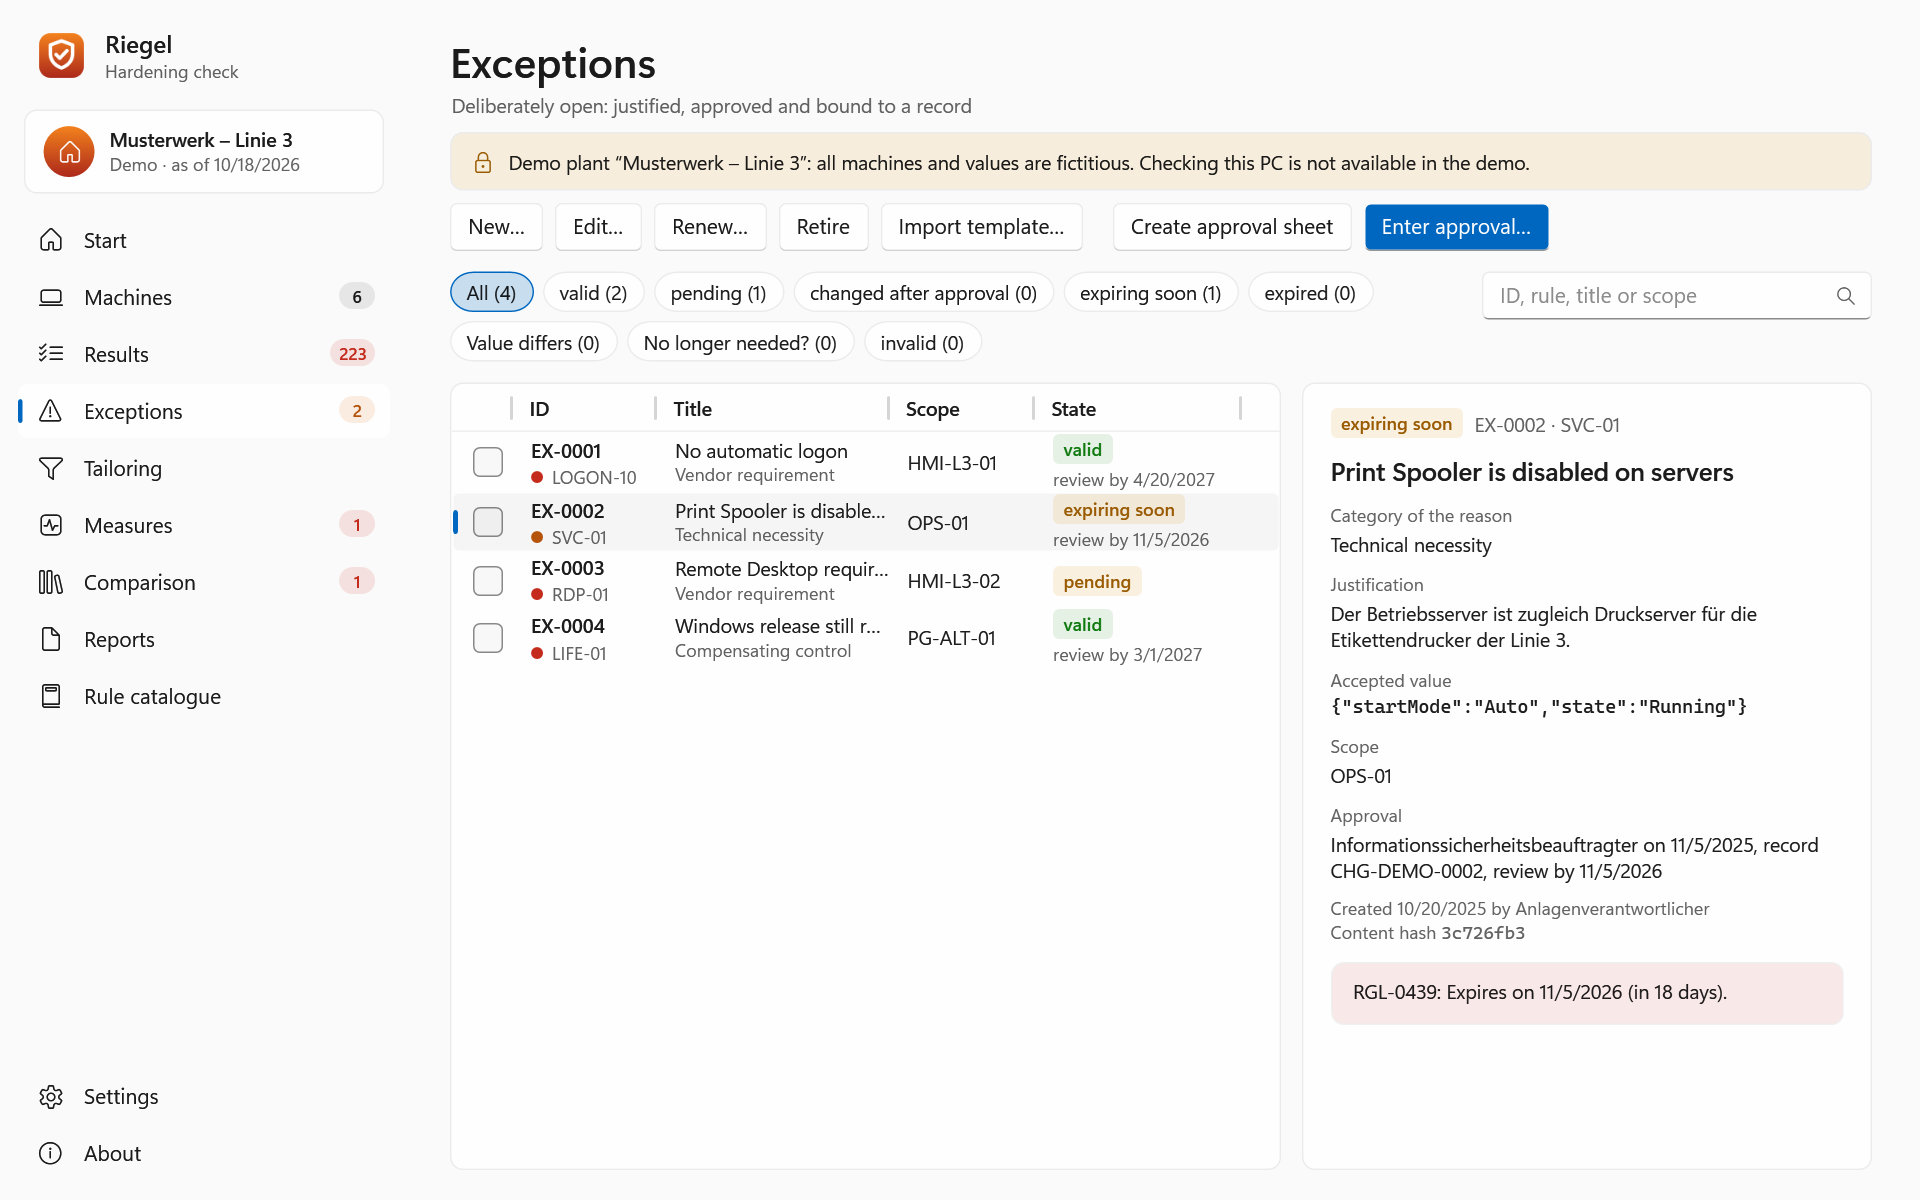 Riegel
Hardening check
Musterwerk – Linie 3
Demo · as of 10/18/2026
Start
Machines 6
Results 223
Exceptions 2
Tailoring
Measures 1
Comparison 1
Reports
Rule catalogue
Settings
About
Exceptions
Deliberately open: justified, approved and bound to a record
Demo plant “Musterwerk – Linie 3”: all machines and values are fictitious. Checking this PC is not available in the demo.
New... Edit... Renew... Retire Import template... Create approval sheet Enter approval...
All (4) valid (2) pending (1) changed after approval (0) expiring soon (1) expired (0)
ID, rule, title or scope
Value differs (0) No longer needed? (0) invalid (0)
ID Title Scope State
EX-0001 No automatic logon HMI-L3-01 valid
LOGON-10 Vendor requirement review by 4/20/2027
EX-0002 Print Spooler is disable... OPS-01 expiring soon
SVC-01 Technical necessity review by 11/5/2026
EX-0003 Remote Desktop requir... HMI-L3-02 pending
RDP-01 Vendor requirement
EX-0004 Windows release still r... PG-ALT-01 valid
LIFE-01 Compensating control review by 3/1/2027
expiring soon EX-0002 · SVC-01
Print Spooler is disabled on servers
Category of the reason
Technical necessity
Justification
Der Betriebsserver ist zugleich Druckserver für die
Etikettendrucker der Linie 3.
Accepted value
{"startMode":"Auto","state":"Running"}
Scope
OPS-01
Approval
Informationssicherheitsbeauftragter on 11/5/2025, record
CHG-DEMO-0002, review by 11/5/2026
Created 10/20/2025 by Anlagenverantwortlicher
Content hash 3c726fb3
RGL-0439: Expires on 11/5/2026 (in 18 days).